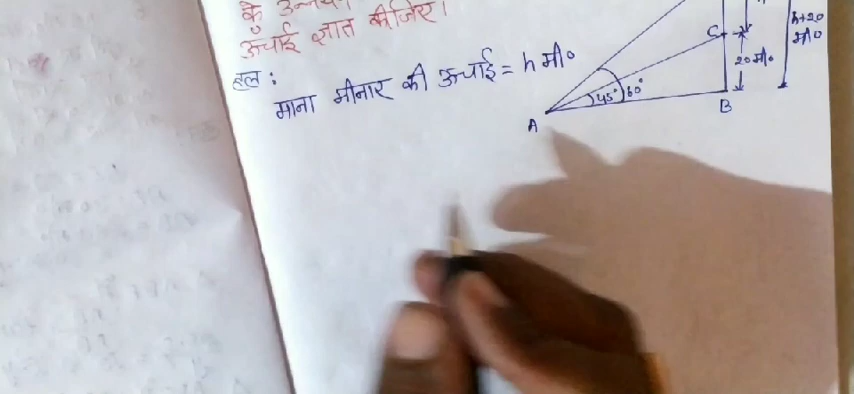 के
ऊँचाई ज्ञात कीजिए।
हल :
माना मीनार की ऊँचाई = h मी०
C
h+20
मी०
20 मी०
45° 60°
A
B